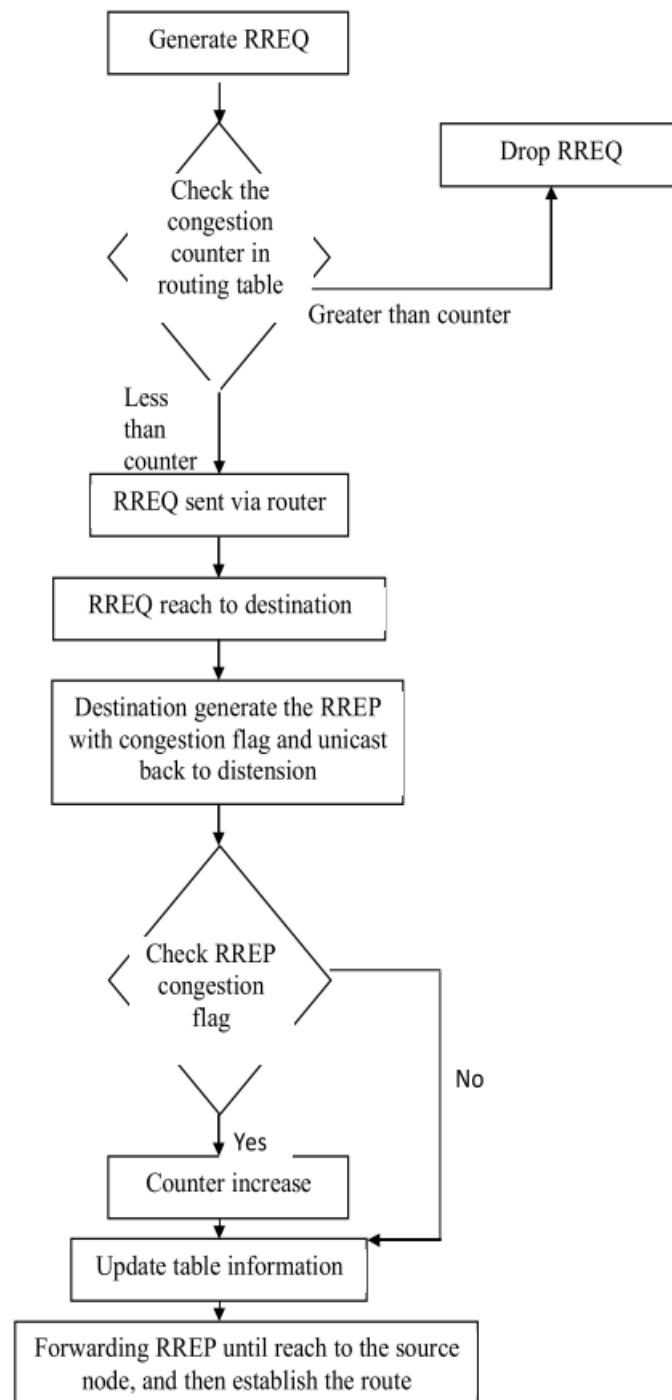 Generate RREQ
Drop RREQ
Check the
congestion
counter in
routing table
Greater than counter
Less
than
counter
RREQ sent via router
RREQ reach to destination
Destination generate the RREP
with congestion flag and unicast
back to distension
Check RREP
congestion
flag
No
Yes
Counter increase
Update table information
Forwarding RREP until reach to the source
node, and then establish the route